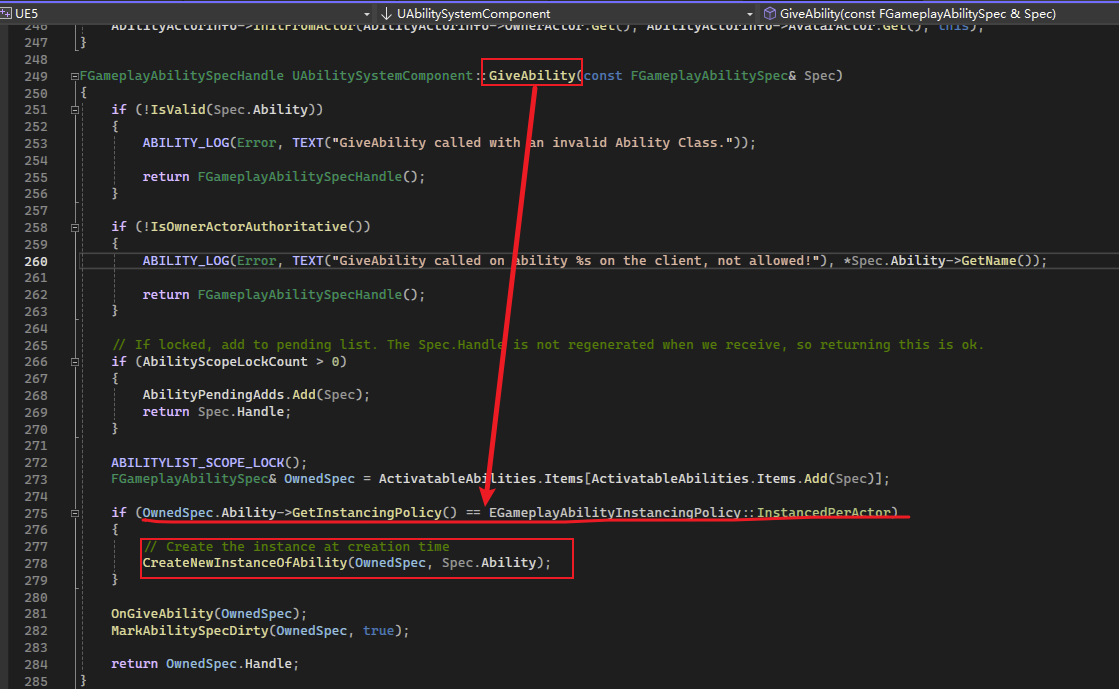 UE5 UAbilitySystemComponent GiveAbility(const FGameplayAbilitySpec & Spec)
246 AbilityActorInfo->InitFromActor(AbilityActorInfo->OwnerActor.Get(), AbilityActorInfo->AvatarActor.Get(), this);
247 }
248
249 FGameplayAbilitySpecHandle UAbilitySystemComponent::GiveAbility(const FGameplayAbilitySpec& Spec)
250 {
251 if (!IsValid(Spec.Ability))
252 {
253 ABILITY_LOG(Error, TEXT("GiveAbility called with an invalid Ability Class."));
254
255 return FGameplayAbilitySpecHandle();
256 }
257
258 if (!IsOwnerActorAuthoritative())
259 {
260 ABILITY_LOG(Error, TEXT("GiveAbility called on ability %s on the client, not allowed!"), *Spec.Ability->GetName());
261
262 return FGameplayAbilitySpecHandle();
263 }
264
265 // If locked, add to pending list. The Spec.Handle is not regenerated when we receive, so returning this is ok.
266 if (AbilityScopeLockCount > 0)
267 {
268 AbilityPendingAdds.Add(Spec);
269 return Spec.Handle;
270 }
271
272 ABILITYLIST_SCOPE_LOCK();
273 FGameplayAbilitySpec& OwnedSpec = ActivatableAbilities.Items[ActivatableAbilities.Items.Add(Spec)];
274
275 if (OwnedSpec.Ability->GetInstancingPolicy() == EGameplayAbilityInstancingPolicy::InstancedPerActor)
276 {
277 // Create the instance at creation time
278 CreateNewInstanceOfAbility(OwnedSpec, Spec.Ability);
279 }
280
281 OnGiveAbility(OwnedSpec);
282 MarkAbilitySpecDirty(OwnedSpec, true);
283
284 return OwnedSpec.Handle;
285 }